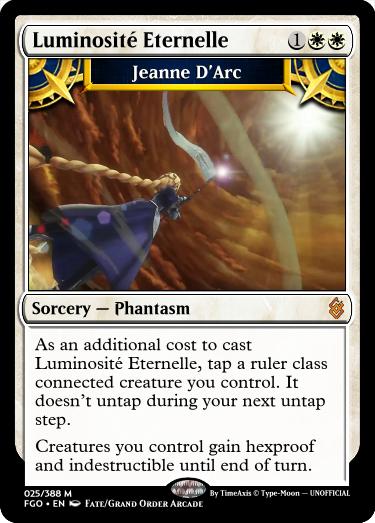 Luminosité Eternelle 1
Jeanne D'Arc
Sorcery — Phantasm
As an additional cost to cast
Luminosité Eternelle, tap a ruler class
connected creature you control. It
doesn't untap during your next untap
step.
Creatures you control gain hexproof
and indestructible until end of turn.
025/388 M
FGO • EN Fate/Grand Order Arcade
By TimeAxis © Type-Moon — UNOFFICIAL